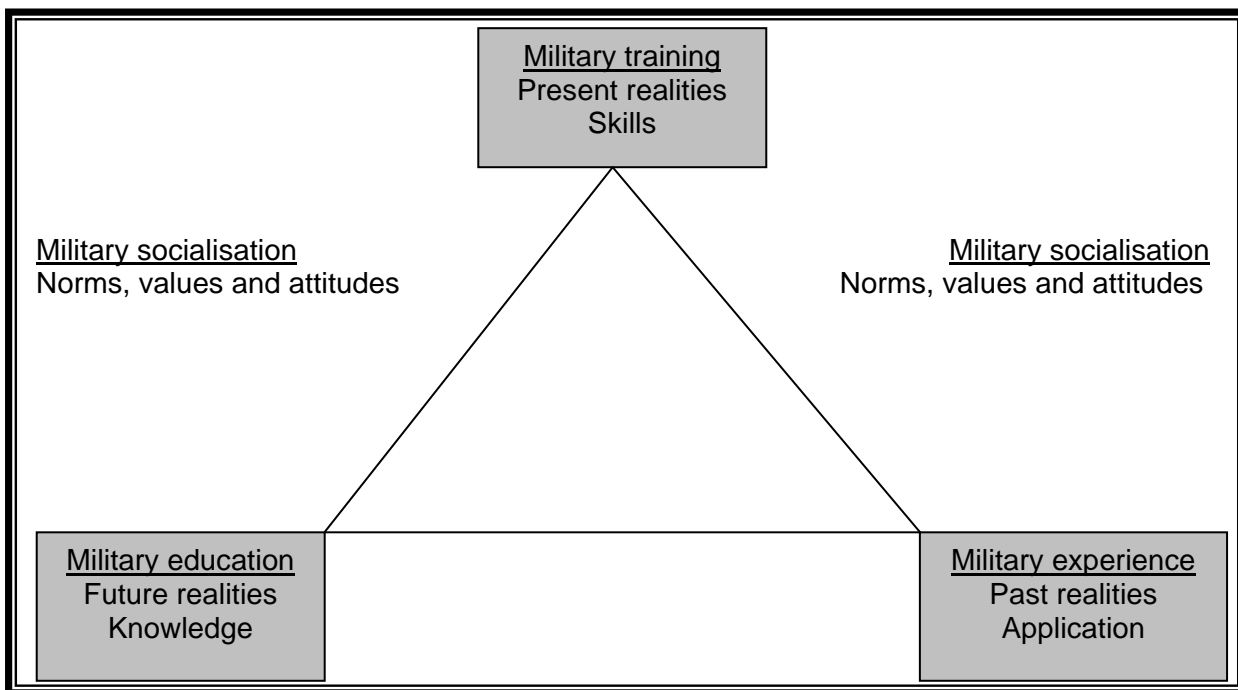 Military training
Present realities
Skills
Military socialisation
Norms, values and attitudes
Military socialisation
Norms, values and attitudes
Military education
Future realities
Knowledge
Military experience
Past realities
Application